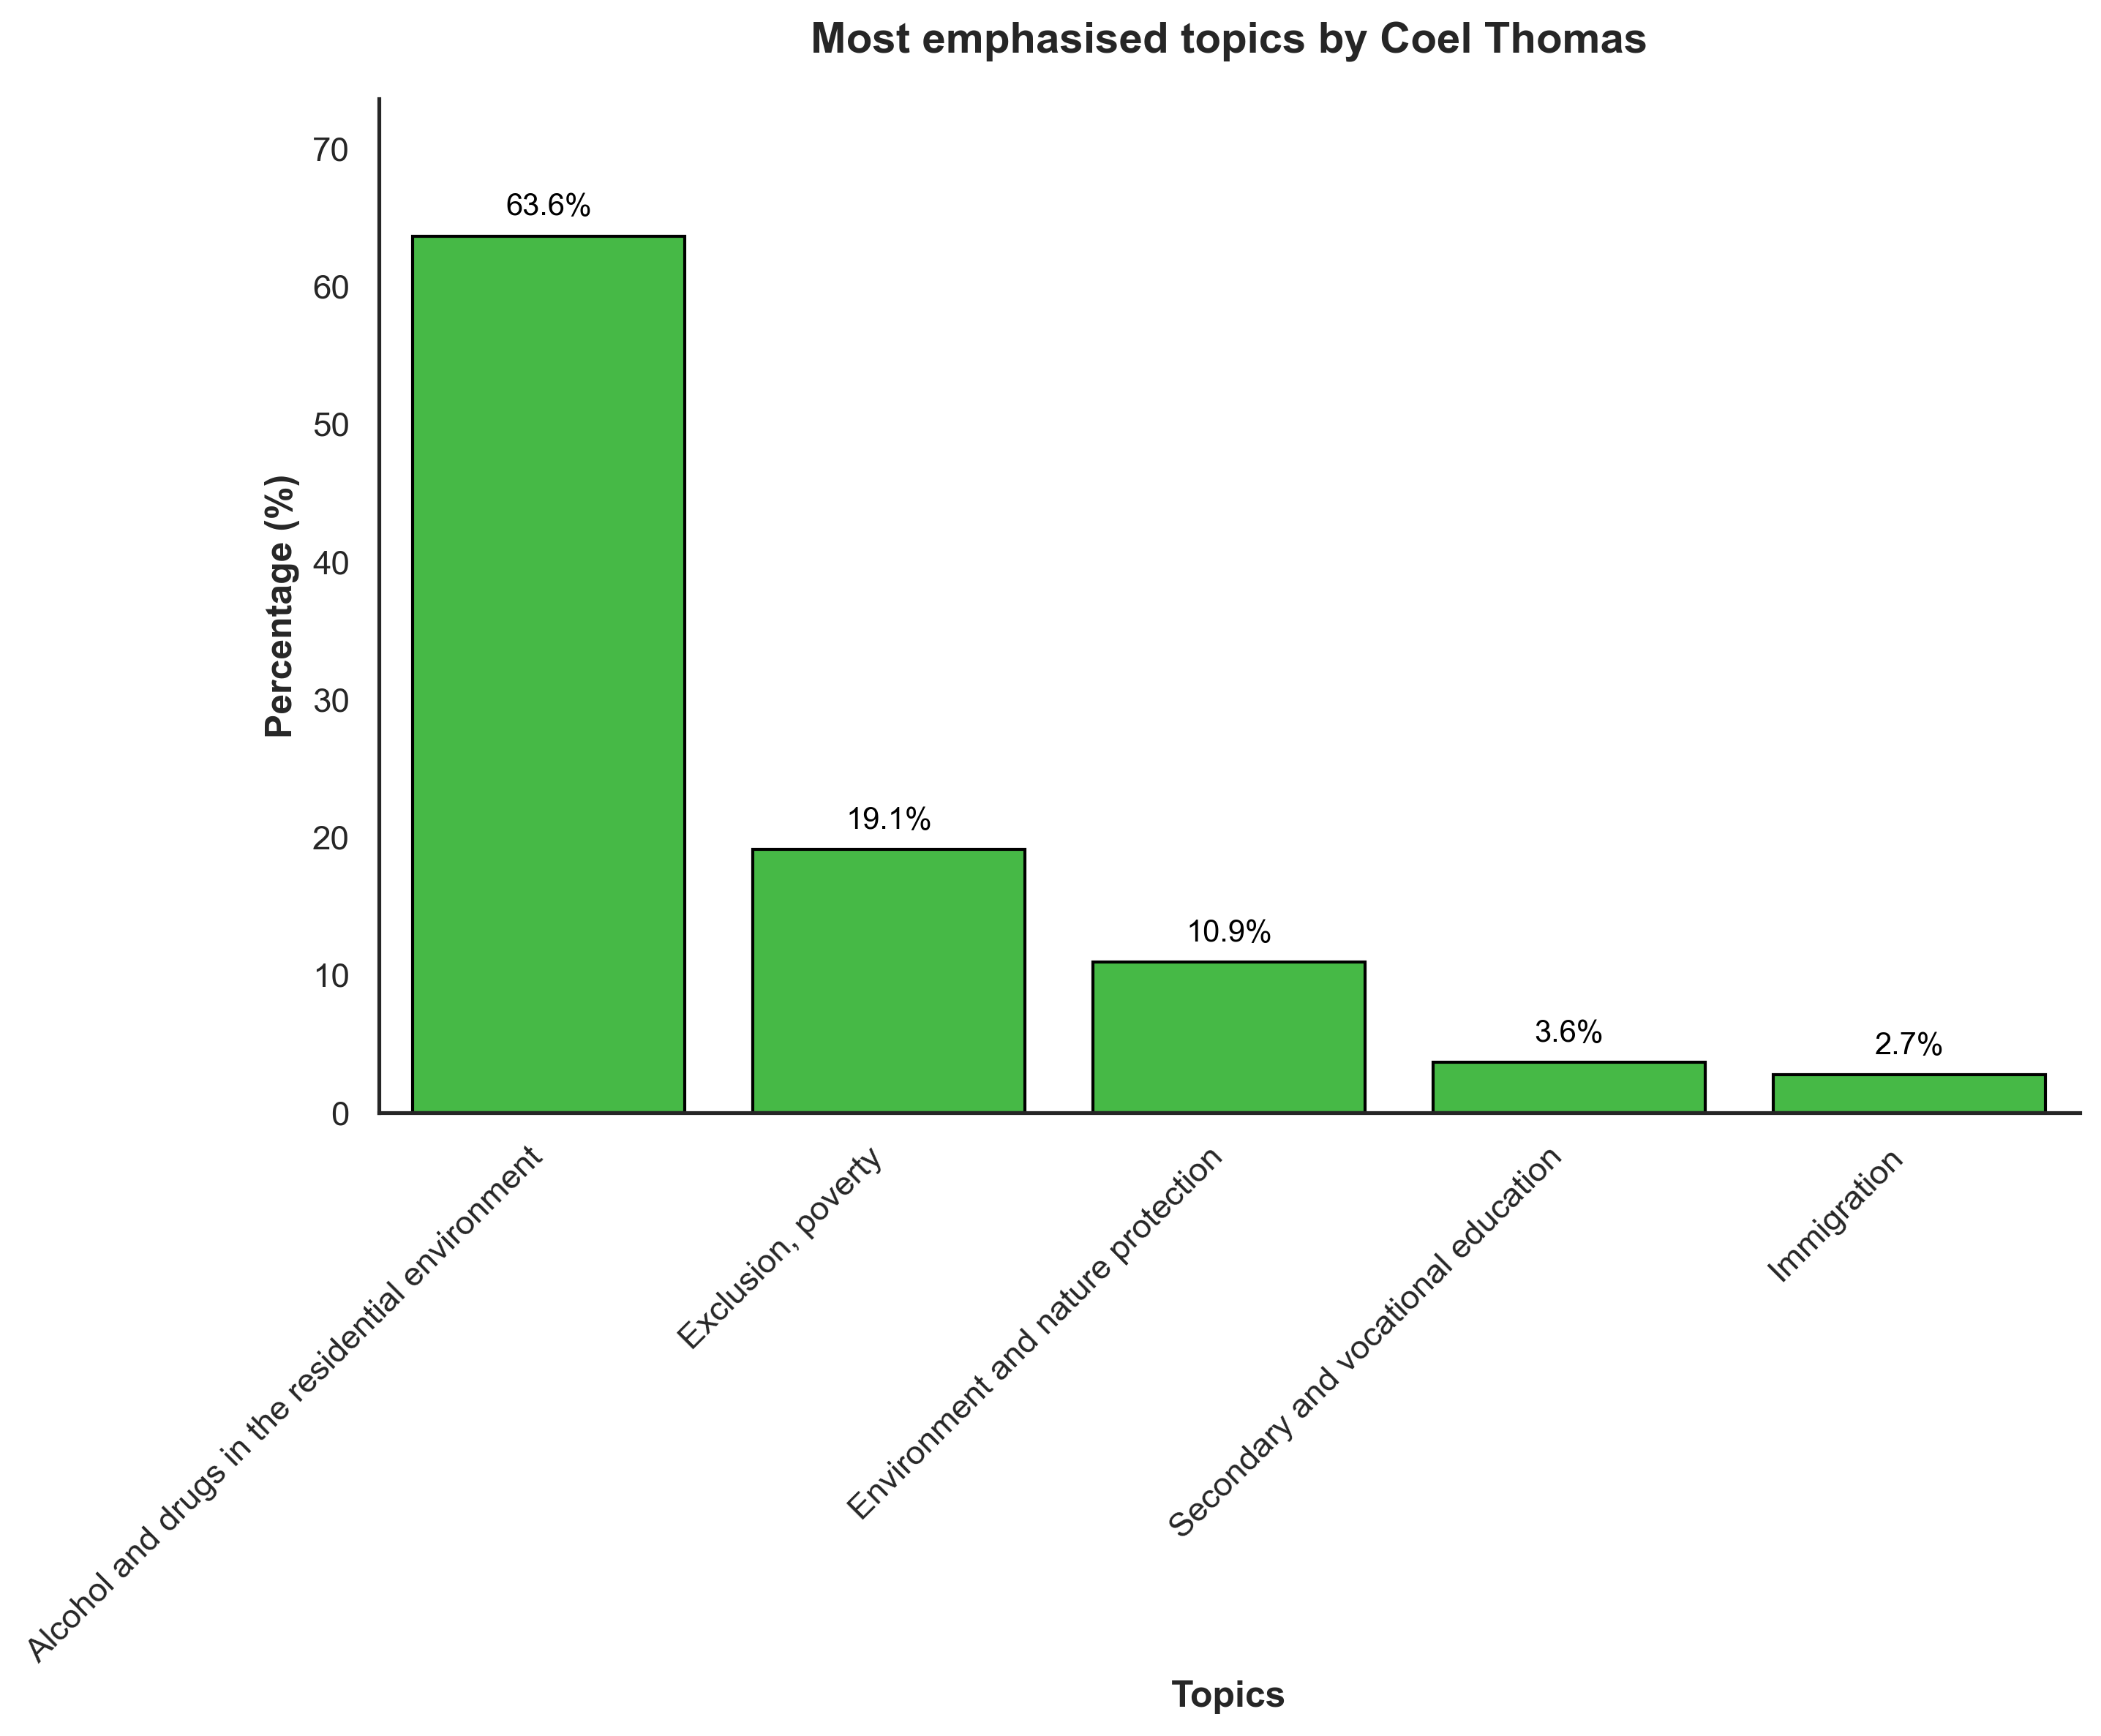 Most emphasised topics by Coel Thomas
Percentage (%)
70
60
50
40
30
20
10
0
63.6%
19.1%
10.9%
3.6%
2.7%
Alcohol and drugs in the residential environment
Exclusion, poverty
Environment and nature protection
Secondary and vocational education
Immigration
Topics